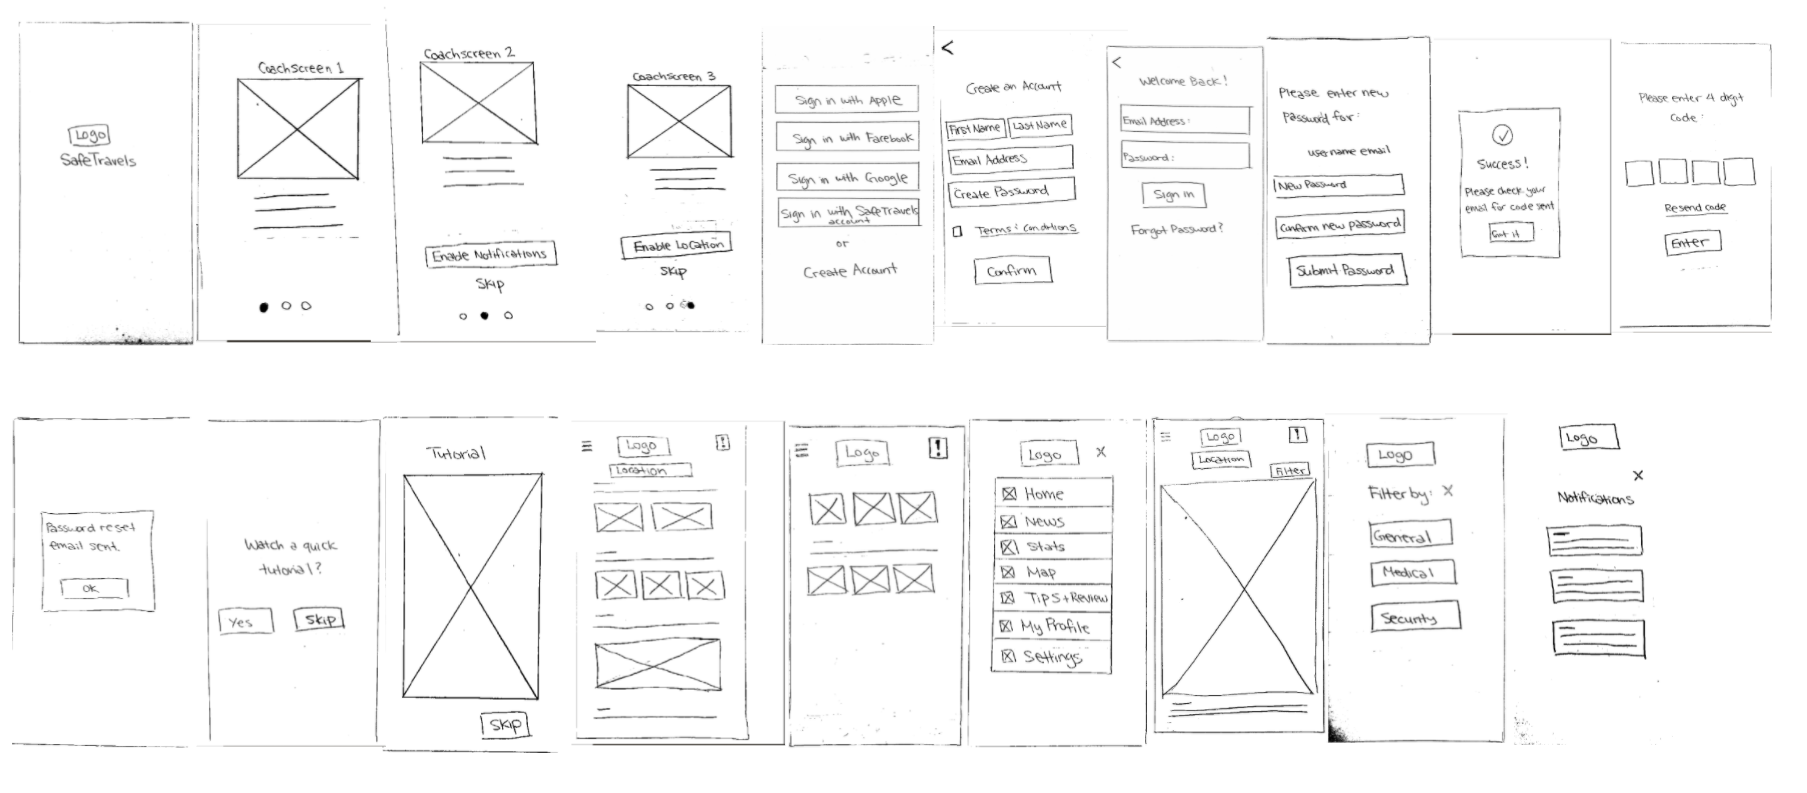 Logo
SafeTravels
Coachscreen 1
Coachscreen 2
Enable Notifications
Skip
Coachscreen 3
Enable Location
Skip
Sign in with Apple
Sign in with Facebook
Sign in with Google
Sign in with SafeTravels
account
or
Create Account
<
Create an Account
First Name
Last Name
Email Address
Create Password
Terms & Conditions
Confirm
<
Welcome Back!
Email Address:
Password:
Sign in
Forgot Password?
Please enter new
password for:
username email
New Password
Confirm new password
Submit Password
Success!
Please check your
email for code sent
Got it
Please enter 4 digit
code:
Resend code
Enter
Password reset
email sent.
OK
Watch a quick
tutorial?
Yes
Skip
Tutorial
Skip
Logo
!
Location
Logo
!
Logo
X
Home
News
Stats
Map
Tips+Review
My Profile
Settings
Logo
!
Location
Filter
Logo
Filter by: X
General
Medical
Security
Logo
X
Notifications